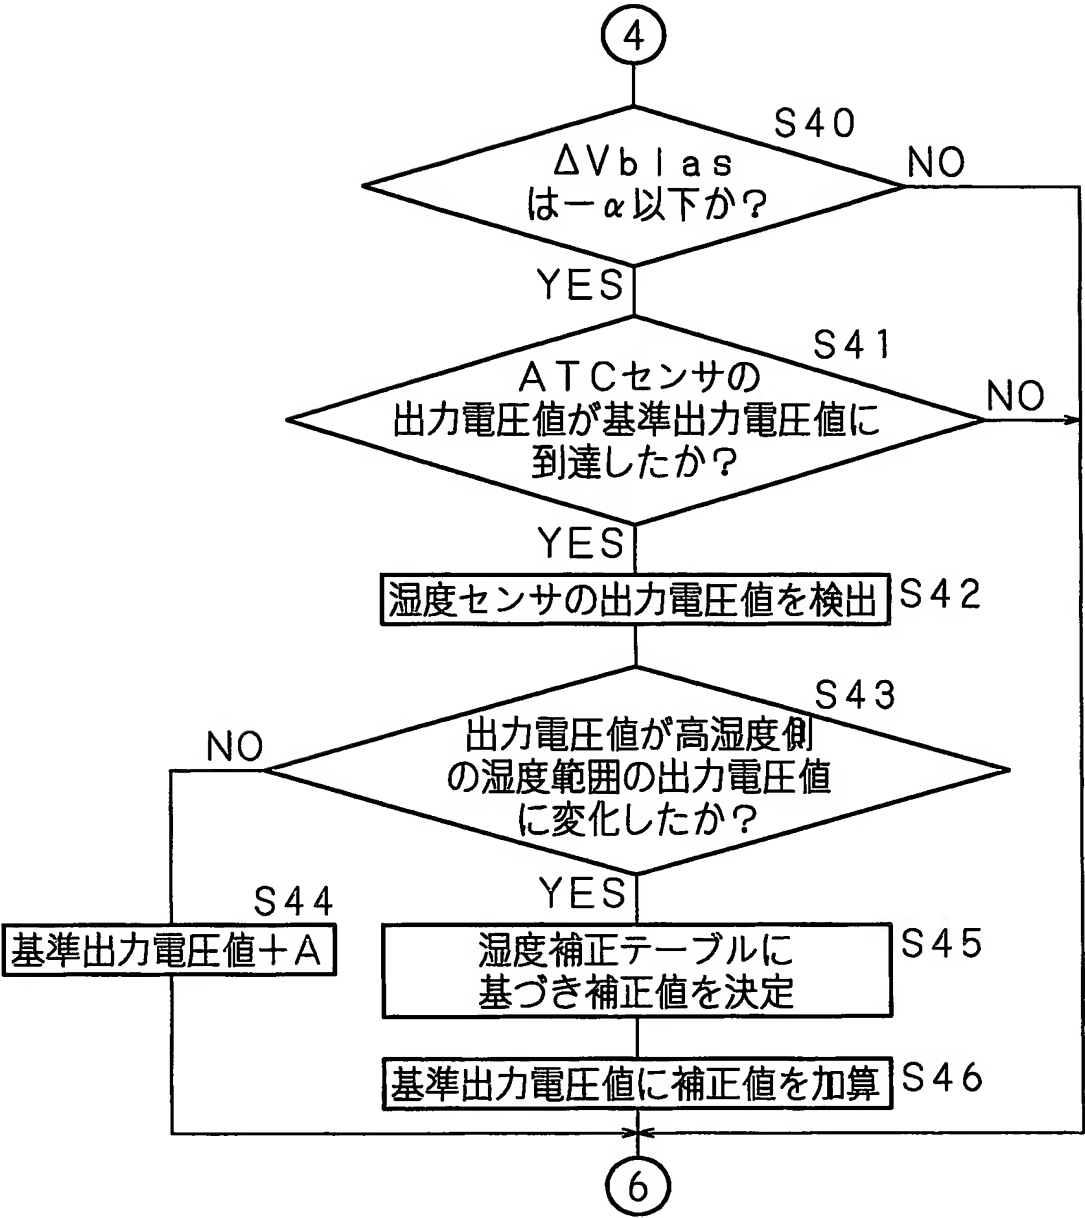 4
S40
ΔVbias
は－α以下か？
NO
YES
S41
ATCセンサの
出力電圧値が基準出力電圧値に
到達したか？
NO
YES
湿度センサの出力電圧値を検出
S42
S43
出力電圧値が高湿度側
の湿度範囲の出力電圧値
に変化したか？
NO
YES
S44
基準出力電圧値＋A
湿度補正テーブルに
基づき補正値を決定
S45
基準出力電圧値に補正値を加算
S46
6